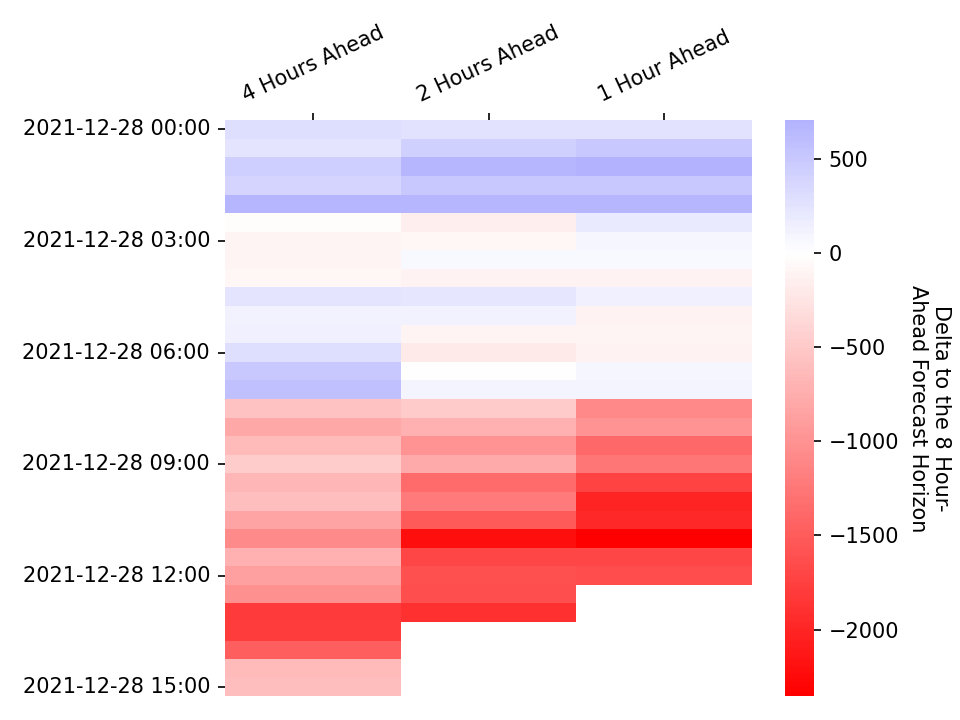 4 Hours Ahead
2 Hours Ahead
1 Hour Ahead
2021-12-28 00:00
2021-12-28 03:00
2021-12-28 06:00
2021-12-28 09:00
2021-12-28 12:00
2021-12-28 15:00
500
0
−500
−1000
−1500
−2000
Delta to the 8 Hour-
Ahead Forecast Horizon